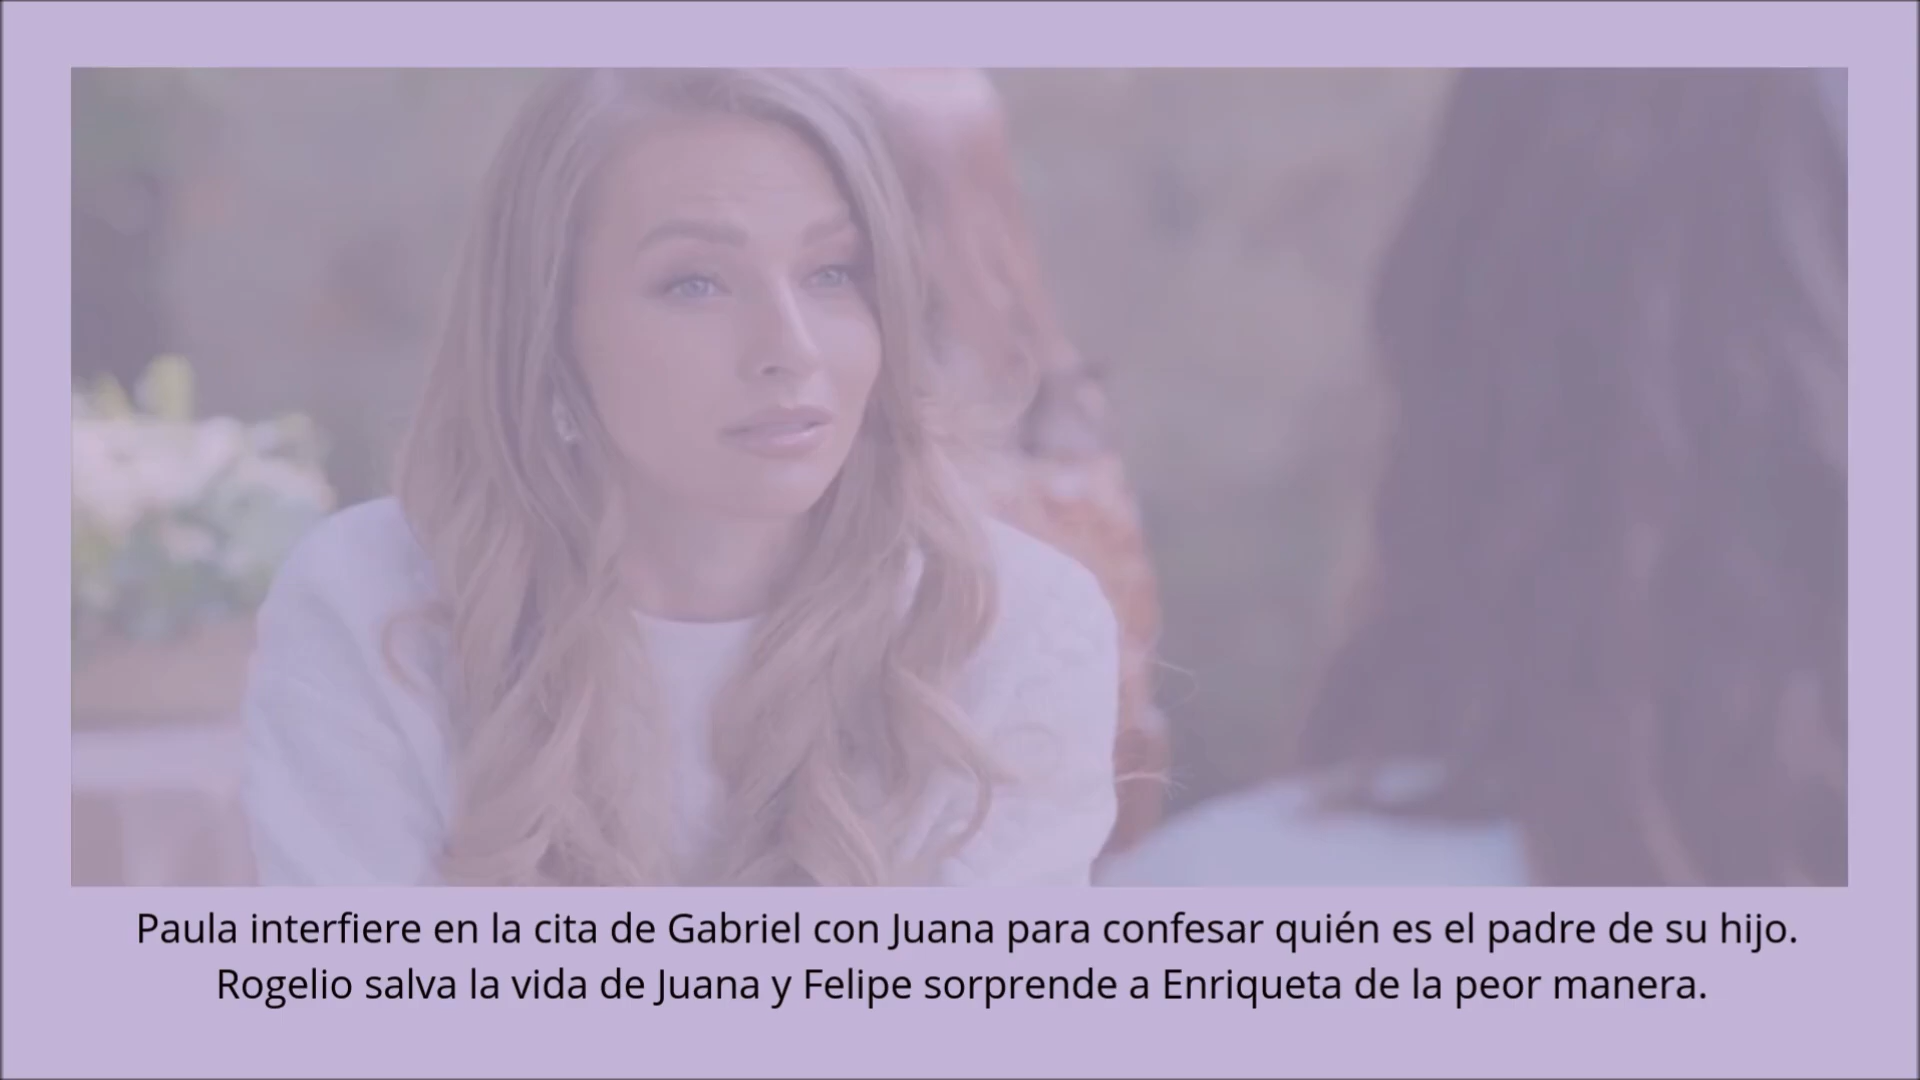 Paula interfiere en la cita de Gabriel con Juana para confesar quién es el padre de su hijo.
Rogelio salva la vida de Juana y Felipe sorprende a Enriqueta de la peor manera.